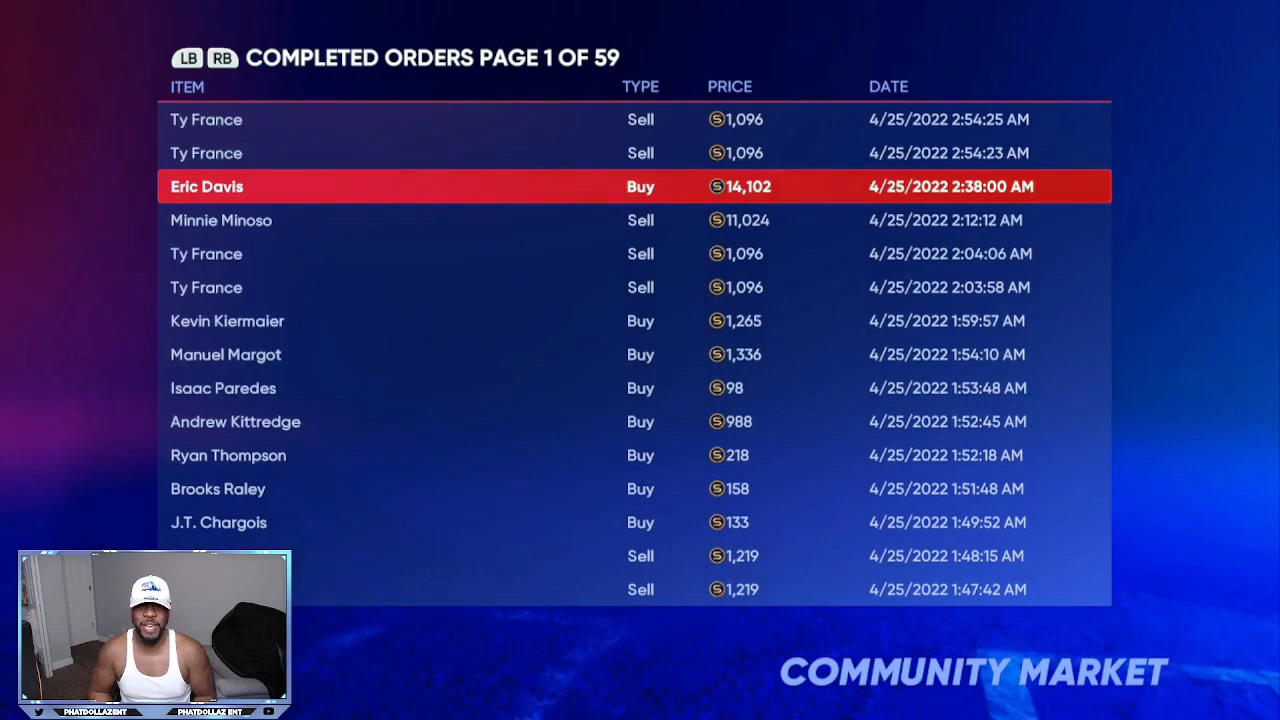 LB RB COMPLETED ORDERS PAGE 1 OF 59
ITEM TYPE PRICE DATE
Ty France Sell S 1,096 4/25/2022 2:54:25 AM
Ty France Sell S 1,096 4/25/2022 2:54:23 AM
Eric Davis Buy S 14,102 4/25/2022 2:38:00 AM
Minnie Minoso Sell S 11,024 4/25/2022 2:12:12 AM
Ty France Sell S 1,096 4/25/2022 2:04:06 AM
Ty France Sell S 1,096 4/25/2022 2:03:58 AM
Kevin Kiermaier Buy S 1,265 4/25/2022 1:59:57 AM
Manuel Margot Buy S 1,336 4/25/2022 1:54:10 AM
Isaac Paredes Buy S 98 4/25/2022 1:53:48 AM
Andrew Kittredge Buy S 988 4/25/2022 1:52:45 AM
Ryan Thompson Buy S 218 4/25/2022 1:52:18 AM
Brooks Raley Buy S 158 4/25/2022 1:51:48 AM
J.T. Chargois Buy S 133 4/25/2022 1:49:52 AM
Sell S 1,219 4/25/2022 1:48:15 AM
Sell S 1,219 4/25/2022 1:47:42 AM
COMMUNITY MARKET
PHATDOLLAZENT PHATDOLLAZ ENT